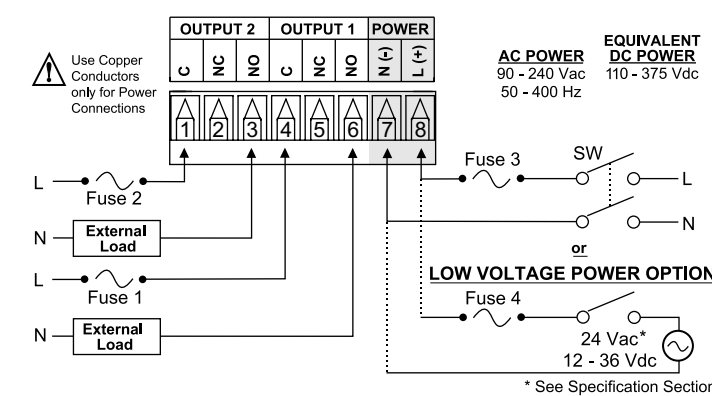 OUTPUT 2 OUTPUT 1 POWER
C NC NO C NC NO N (-) L (+)
1 2 3 4 5 6 7 8
Use Copper
Conductors
only for Power
Connections
AC POWER
90 - 240 Vac
50 - 400 Hz
EQUIVALENT
DC POWER
110 - 375 Vdc
L Fuse 2
N External
Load
L Fuse 1
N External
Load
Fuse 3 SW L
N
or
LOW VOLTAGE POWER OPTION
Fuse 4
24 Vac*
12 - 36 Vdc
* See Specification Section